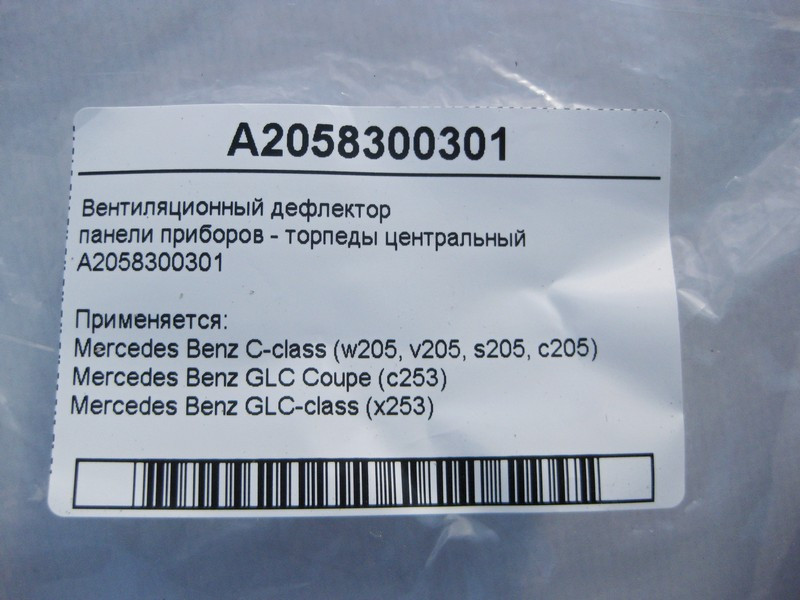 A2058300301
Вентиляционный дефлектор
панели приборов - торпеды центральный
A2058300301
Применяется:
Mercedes Benz C-class (w205, v205, s205, c205)
Mercedes Benz GLC Coupe (c253)
Mercedes Benz GLC-class (x253)